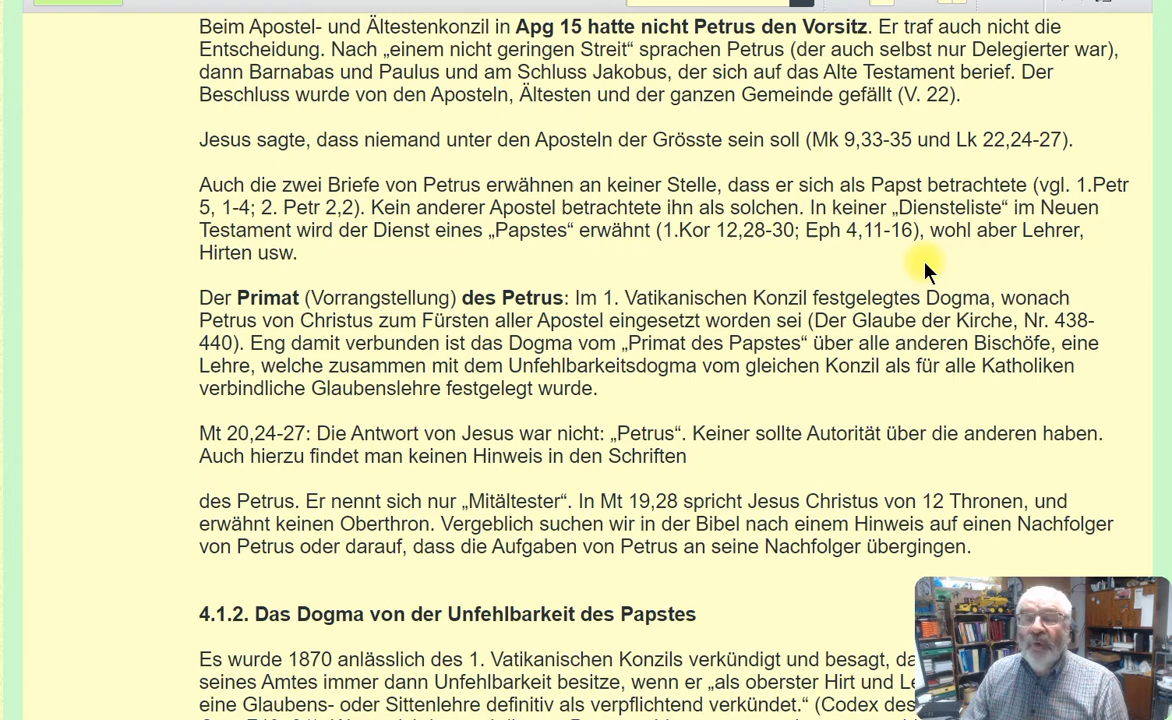 Beim Apostel- und Ältestenkonzil in Apg 15 hatte nicht Petrus den Vorsitz. Er traf auch nicht die
Entscheidung. Nach „einem nicht geringen Streit“ sprachen Petrus (der auch selbst nur Delegierter war),
dann Barnabas und Paulus und am Schluss Jakobus, der sich auf das Alte Testament berief. Der
Beschluss wurde von den Aposteln, Ältesten und der ganzen Gemeinde gefällt (V. 22).
Jesus sagte, dass niemand unter den Aposteln der Grösste sein soll (Mk 9,33-35 und Lk 22,24-27).
Auch die zwei Briefe von Petrus erwähnen an keiner Stelle, dass er sich als Papst betrachtete (vgl. 1.Petr
5, 1-4; 2. Petr 2,2). Kein anderer Apostel betrachtete ihn als solchen. In keiner „Diensteliste“ im Neuen
Testament wird der Dienst eines „Papstes“ erwähnt (1.Kor 12,28-30; Eph 4,11-16), wohl aber Lehrer,
Hirten usw.
Der Primat (Vorrangstellung) des Petrus: Im 1. Vatikanischen Konzil festgelegtes Dogma, wonach
Petrus von Christus zum Fürsten aller Apostel eingesetzt worden sei (Der Glaube der Kirche, Nr. 438-
440). Eng damit verbunden ist das Dogma vom „Primat des Papstes“ über alle anderen Bischöfe, eine
Lehre, welche zusammen mit dem Unfehlbarkeitsdogma vom gleichen Konzil als für alle Katholiken
verbindliche Glaubenslehre festgelegt wurde.
Mt 20,24-27: Die Antwort von Jesus war nicht: „Petrus“. Keiner sollte Autorität über die anderen haben.
Auch hierzu findet man keinen Hinweis in den Schriften
des Petrus. Er nennt sich nur „Mitältester“. In Mt 19,28 spricht Jesus Christus von 12 Thronen, und
erwähnt keinen Oberthron. Vergeblich suchen wir in der Bibel nach einem Hinweis auf einen Nachfolger
von Petrus oder darauf, dass die Aufgaben von Petrus an seine Nachfolger übergingen.
4.1.2. Das Dogma von der Unfehlbarkeit des Papstes
Es wurde 1870 anlässlich des 1. Vatikanischen Konzils verkündigt und besagt, da
seines Amtes immer dann Unfehlbarkeit besitze, wenn er „als oberster Hirt und Le
eine Glaubens- oder Sittenlehre definitiv als verpflichtend verkündet.“ (Codex des